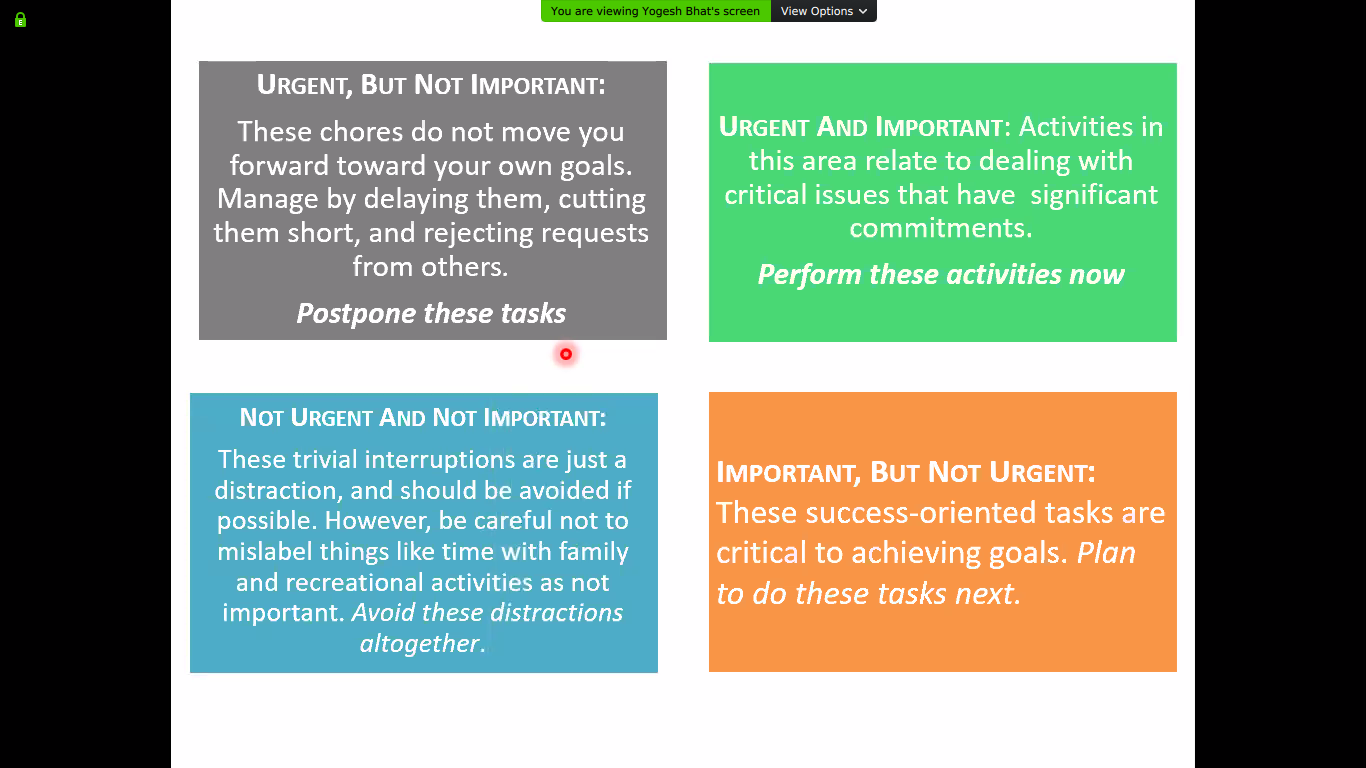 You are viewing Yogesh Bhat's screen View Options
URGENT, BUT NOT IMPORTANT:
These chores do not move you
forward toward your own goals.
Manage by delaying them, cutting
them short, and rejecting requests
from others.
Postpone these tasks
URGENT AND IMPORTANT: Activities in
this area relate to dealing with
critical issues that have significant
commitments.
Perform these activities now
NOT URGENT AND NOT IMPORTANT:
These trivial interruptions are just a
distraction, and should be avoided if
possible. However, be careful not to
mislabel things like time with family
and recreational activities as not
important. Avoid these distractions
altogether.
IMPORTANT, BUT NOT URGENT:
These success-oriented tasks are
critical to achieving goals. Plan
to do these tasks next.